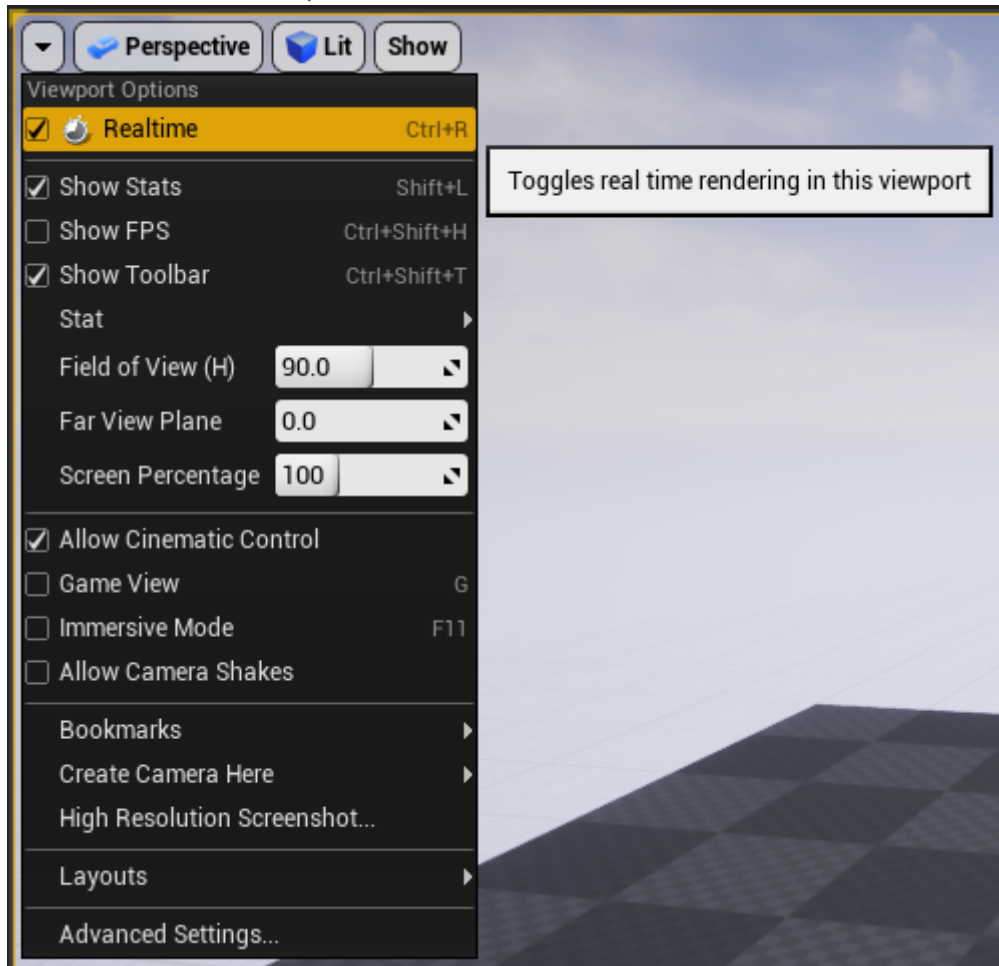 Perspective Lit Show
Viewport Options
Realtime Ctrl+R
Toggles real time rendering in this viewport
Show Stats Shift+L
Show FPS Ctrl+Shift+H
Show Toolbar Ctrl+Shift+T
Stat
Field of View (H) 90.0
Far View Plane 0.0
Screen Percentage 100
Allow Cinematic Control
Game View G
Immersive Mode F11
Allow Camera Shakes
Bookmarks
Create Camera Here
High Resolution Screenshot...
Layouts
Advanced Settings...